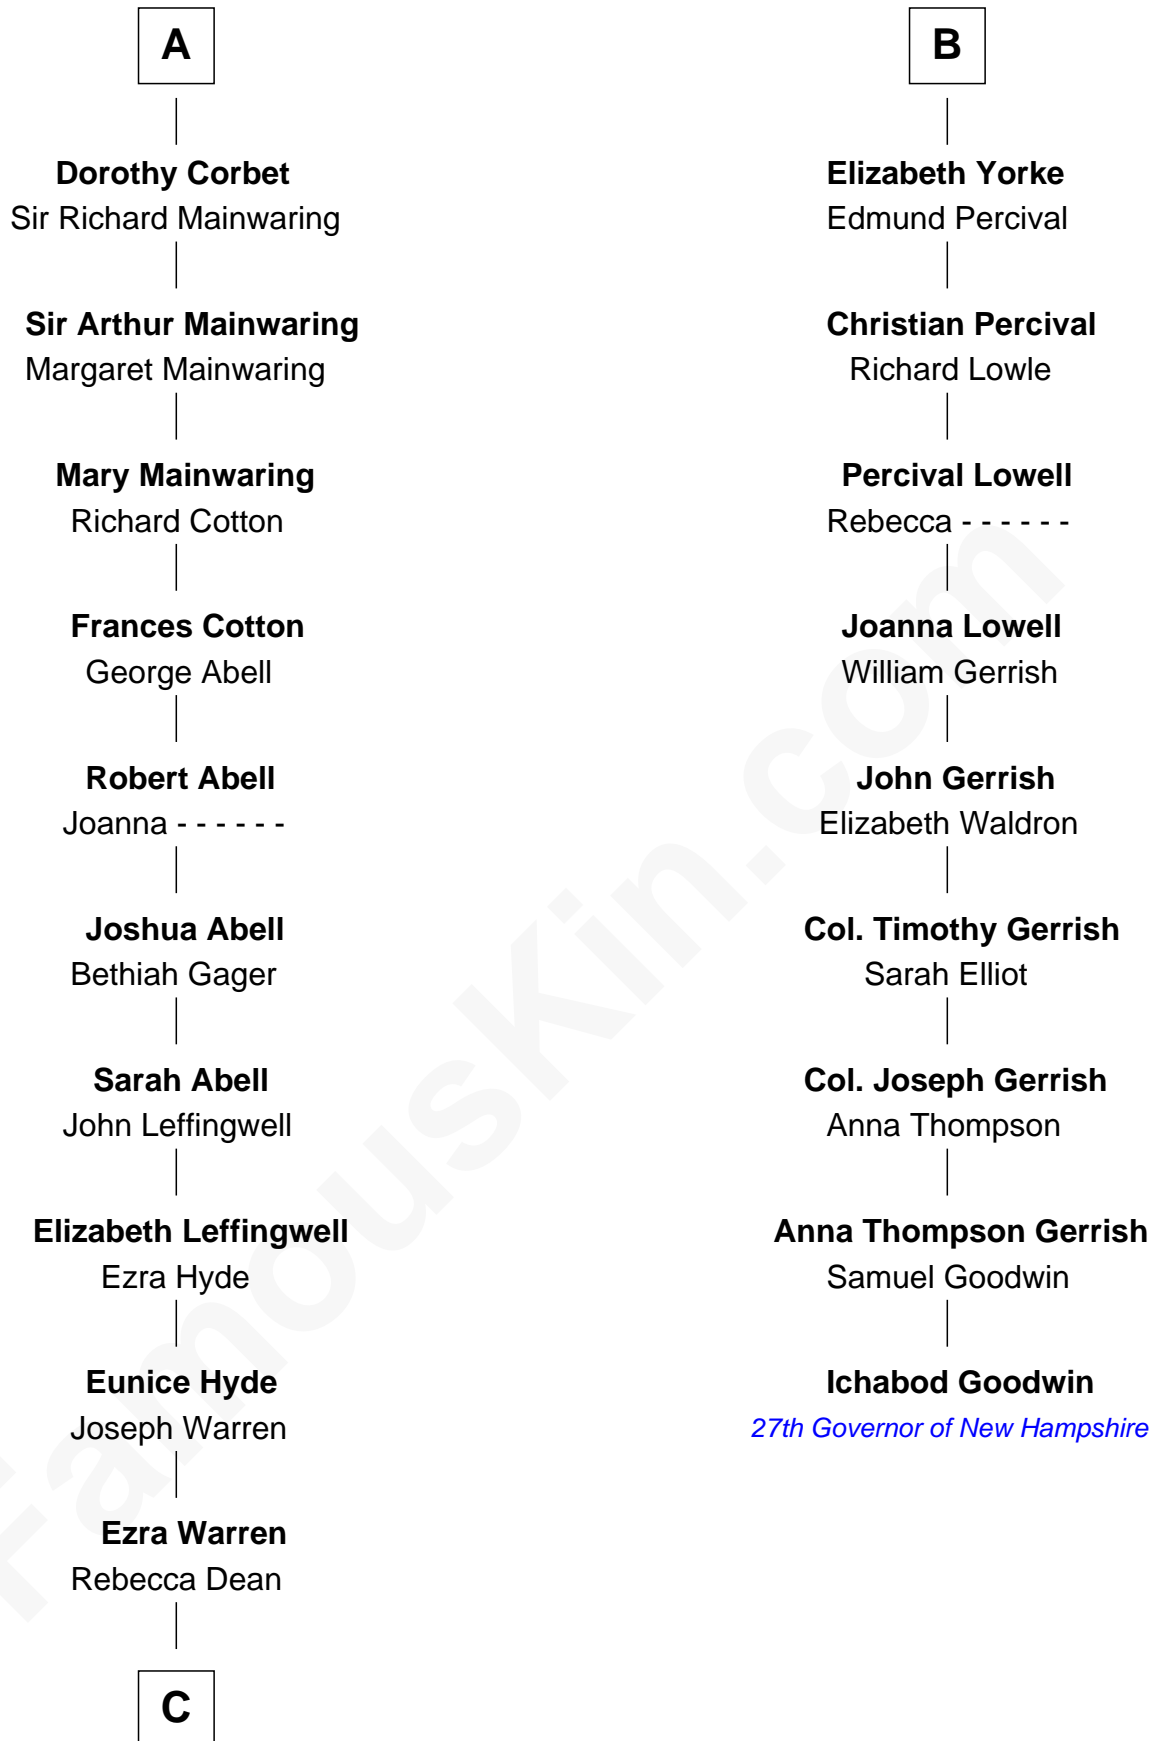 A
Dorothy Corbet
Sir Richard Mainwaring
Sir Arthur Mainwaring
Margaret Mainwaring
Mary Mainwaring
Richard Cotton
Frances Cotton
George Abell
Robert Abell
Joanna - - - - - -
Joshua Abell
Bethiah Gager
Sarah Abell
John Leffingwell
Elizabeth Leffingwell
Ezra Hyde
Eunice Hyde
Joseph Warren
Ezra Warren
Rebecca Dean
C
B
Elizabeth Yorke
Edmund Percival
Christian Percival
Richard Lowle
Percival Lowell
Rebecca - - - - - -
Joanna Lowell
William Gerrish
John Gerrish
Elizabeth Waldron
Col. Timothy Gerrish
Sarah Elliot
Col. Joseph Gerrish
Anna Thompson
Anna Thompson Gerrish
Samuel Goodwin
Ichabod Goodwin
27th Governor of New Hampshire
FamousKin.com